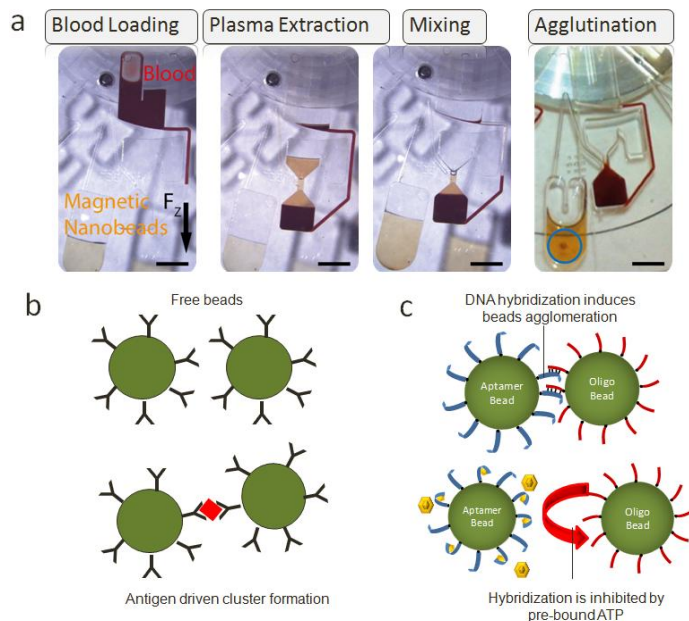 a
Blood Loading
Plasma Extraction
Mixing
Agglutination
Blood
Magnetic
Nanobeads
Fz
b
Free beads
Antigen driven cluster formation
c
DNA hybridization induces
beads agglomeration
Aptamer
Bead
Oligo
Bead
Aptamer
Bead
Oligo
Bead
Hybridization is inhibited by
pre-bound ATP